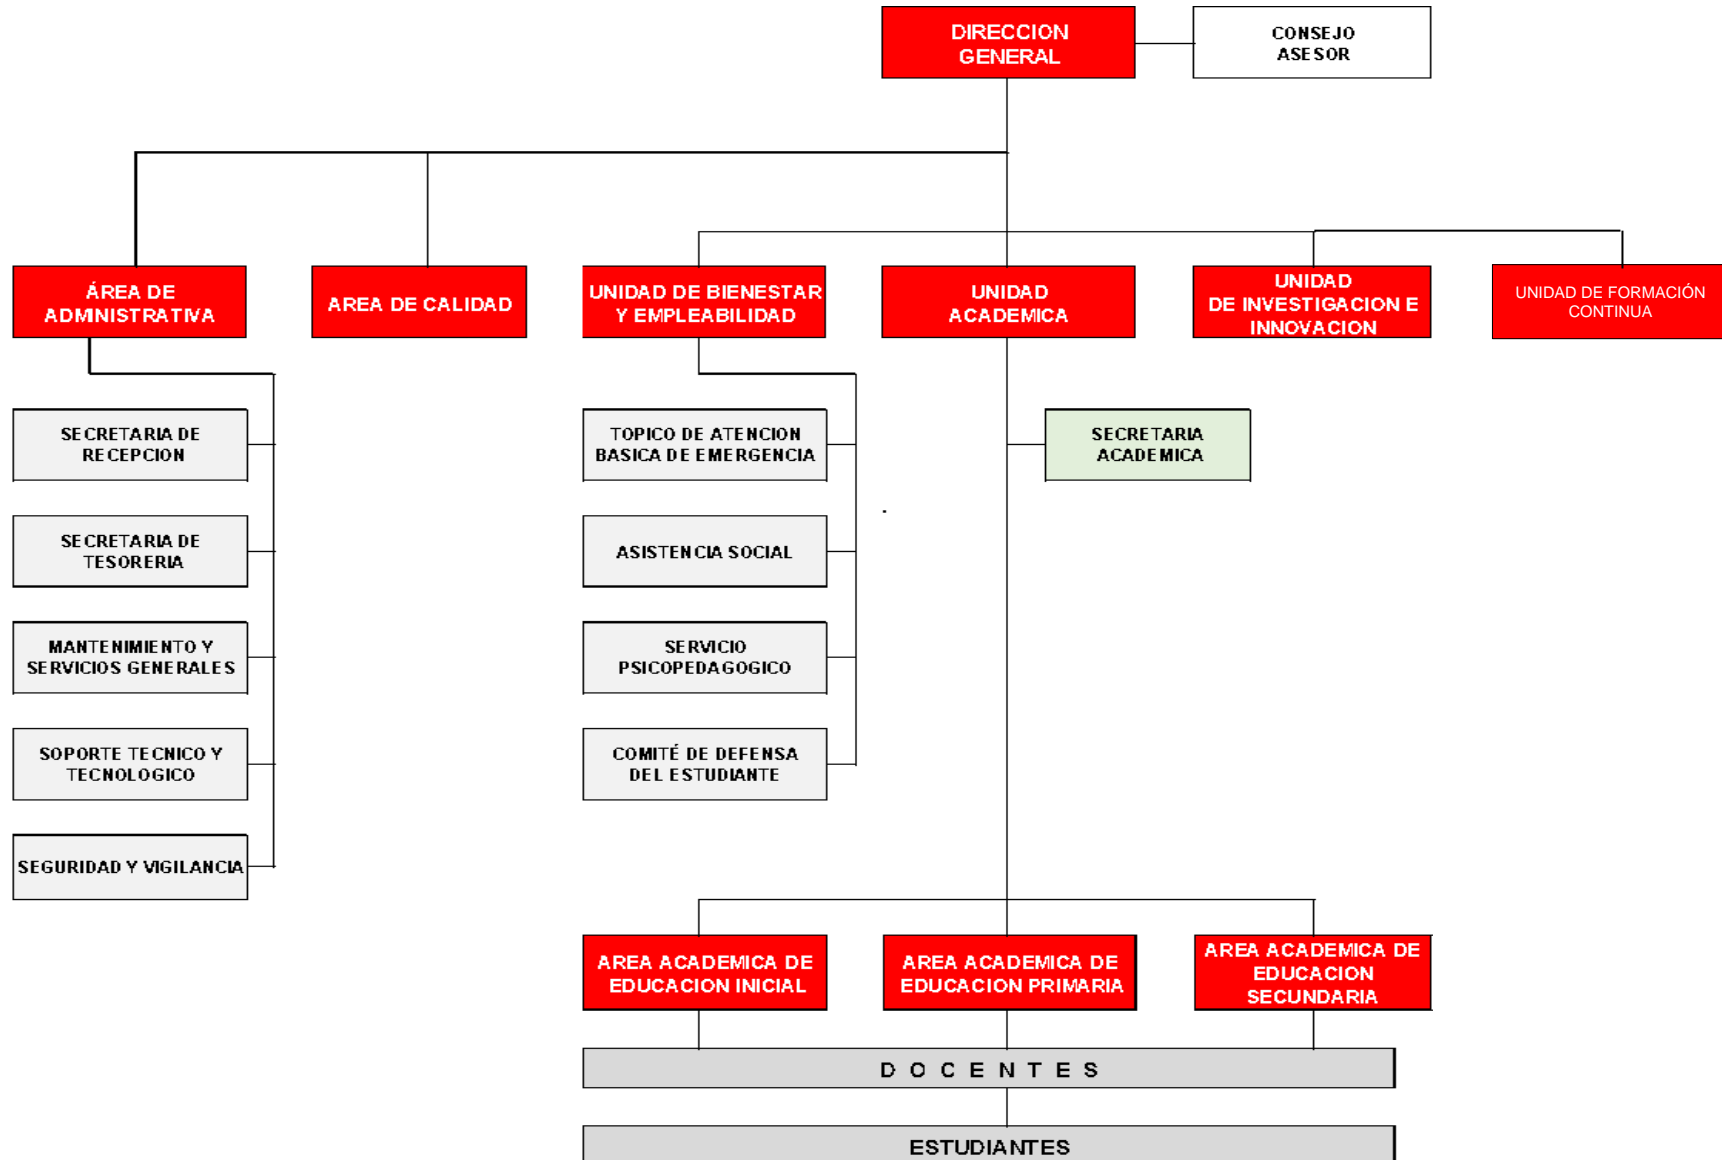 DIRECCION
GENERAL
CONSEJO
ASESOR
ÁREA DE
ADMINISTRATIVA
AREA DE CALIDAD
UNIDAD DE BIENESTAR
Y EMPLEABILIDAD
UNIDAD
ACADEMICA
UNIDAD
DE INVESTIGACION E
INNOVACION
UNIDAD DE FORMACIÓN
CONTINUA
SECRETARIA DE
RECEPCION
TOPICO DE ATENCION
BASICA DE EMERGENCIA
SECRETARIA
ACADEMICA
SECRETARIA DE
TESORERIA
ASISTENCIA SOCIAL
MANTENIMIENTO Y
SERVICIOS GENERALES
SERVICIO
PSICOPEDAGOGICO
SOPORTE TECNICO Y
TECNOLOGICO
COMITÉ DE DEFENSA
DEL ESTUDIANTE
SEGURIDAD Y VIGILANCIA
AREA ACADEMICA DE
EDUCACION INICIAL
AREA ACADEMICA DE
EDUCACION PRIMARIA
AREA ACADEMICA DE
EDUCACION
SECUNDARIA
D O C E N T E S
ESTUDIANTES